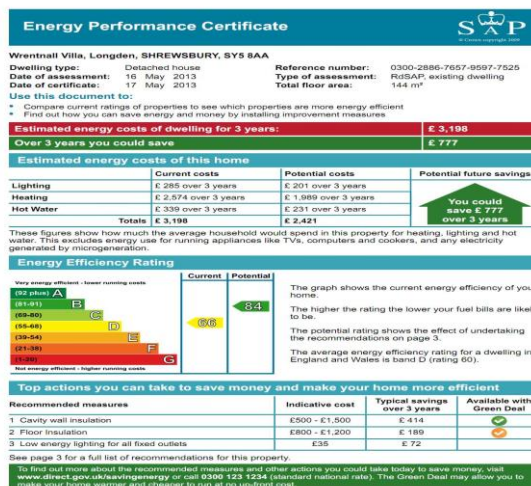 Energy Performance Certificate
SAP
© Crown copyright 2009
Wrentnall Villa, Longden, SHREWSBURY, SY5 8AA
Dwelling type: Detached house Reference number: 0300-2886-7657-9597-7525
Date of assessment: 16 May 2013 Type of assessment: RdSAP, existing dwelling
Date of certificate: 17 May 2013 Total floor area: 144 m²
Use this document to:
• Compare current ratings of properties to see which properties are more energy efficient
• Find out how you can save energy and money by installing improvement measures
Estimated energy costs of dwelling for 3 years: £ 3,198
Over 3 years you could save £ 777
Estimated energy costs of this home
Current costs Potential costs Potential future savings
Lighting £ 285 over 3 years £ 201 over 3 years
Heating £ 2,574 over 3 years £ 1,989 over 3 years
Hot Water £ 339 over 3 years £ 231 over 3 years
Totals £ 3,198 £ 2,421
You could
save £ 777
over 3 years
These figures show how much the average household would spend in this property for heating, lighting and hot
water. This excludes energy use for running appliances like TVs, computers and cookers, and any electricity
generated by microgeneration.
Energy Efficiency Rating
Current Potential
Very energy efficient - lower running costs
(92 plus) A
(81-91) B
(69-80) C
(55-68) D
(39-54) E
(21-38) F
(1-20) G
Not energy efficient - higher running costs
66
84
The graph shows the current energy efficiency of you
home.
The higher the rating the lower your fuel bills are likel
to be.
The potential rating shows the effect of undertaking
the recommendations on page 3.
The average energy efficiency rating for a dwelling in
England and Wales is band D (rating 60).
Top actions you can take to save money and make your home more efficient
Recommended measures Indicative cost Typical savings over 3 years Available with Green Deal
1 Cavity wall insulation £500 - £1,500 £ 414
2 Floor Insulation £800 - £1,200 £ 189
3 Low energy lighting for all fixed outlets £35 £ 72
See page 3 for a full list of recommendations for this property.
To find out more about the recommended measures and other actions you could take today to save money, visit
www.direct.gov.uk/savingenergy or call 0300 123 1234 (standard national rate). The Green Deal may allow you to
make your home warmer and cheaper to run at no up-front cost.